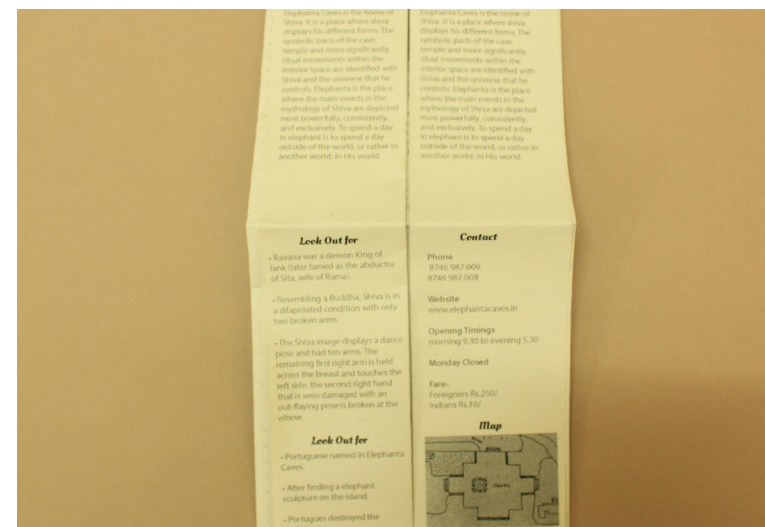 Elephanta Caves is the home of
Shiva. It is a place where shiva
displays his different forms. The
symbolic parts of the cave
temple and more significantly,
ritual movements within the
interior space are identified with
Shiva and the universe that he
controls. Elephanta is the place
where the main events in the
mythology of Shiva are depicted
most powerfully, consistently,
and exclusively. To spend a day
in elephant is to spend a day
outside of the world, or rather in
another world: in His world.
Look Out for
• Ravana was a demon King of
lank (later famed as the abductor
of Sita, wife of Rama).
• Resembling a Buddha, Shiva is in
a dilapidated condition with only
two broken arms.
• The Shiva image displays a dance
pose and had ten arms. The
remaining first right arm is held
across the breast and touches the
left side, the second right hand
that is seen damaged with an
out-flaying pose is broken at the
elbow.
Look Out for
• Portuguese named in Elephanta
Caves.
• After finding a elephant
sculpture on the island.
• Portugues destroyed the
Elephanta Caves is the home of
Shiva. It is a place where shiva
displays his different forms. The
symbolic parts of the cave
temple and more significantly,
ritual movements within the
interior space are identified with
Shiva and the universe that he
controls. Elephanta is the place
where the main events in the
mythology of Shiva are depicted
most powerfully, consistently,
and exclusively. To spend a day
in elephant is to spend a day
outside of the world, or rather in
another world: in His world.
Contact
Phone
8746 987 009,
8746 987 008
Website
www.elephantacaves.in
Opening Timings
morning 9.30 to evening 5.30
Monday Closed
Fare-
Foreigners Rs.250/
Indians Rs.10/
Map